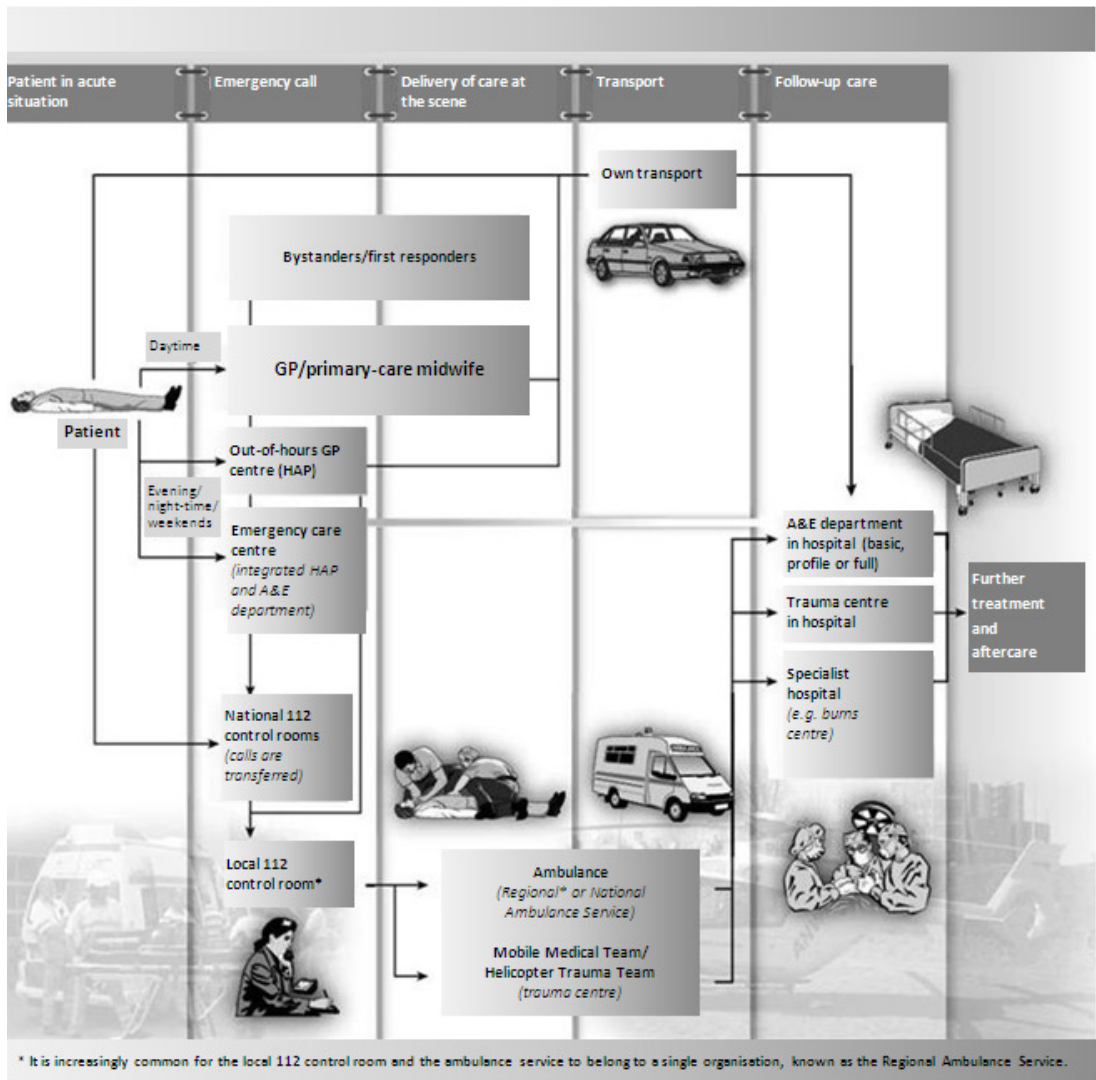 Patient in acute
situation
Emergency call
Delivery of care at
the scene
Transport
Follow-up care
Own transport
Bystanders/first responders
Daytime
GP/primary-care midwife
Patient
Out-of-hours GP
centre (HAP)
Evening/
night-time/
weekends
Emergency care
centre
(integrated HAP
and A&E
department)
A&E department
in hospital (basic,
profile or full)
Trauma centre
in hospital
Specialist
hospital
(e.g. burns
centre)
Further
treatment
and
aftercare
National 112
control rooms
(calls are
transferred)
Local 112
control room*
Ambulance
(Regional* or National
Ambulance Service)
Mobile Medical Team/
Helicopter Trauma Team
(trauma centre)
* It is increasingly common for the local 112 control room and the ambulance service to belong to a single organisation, known as the Regional Ambulance Service.